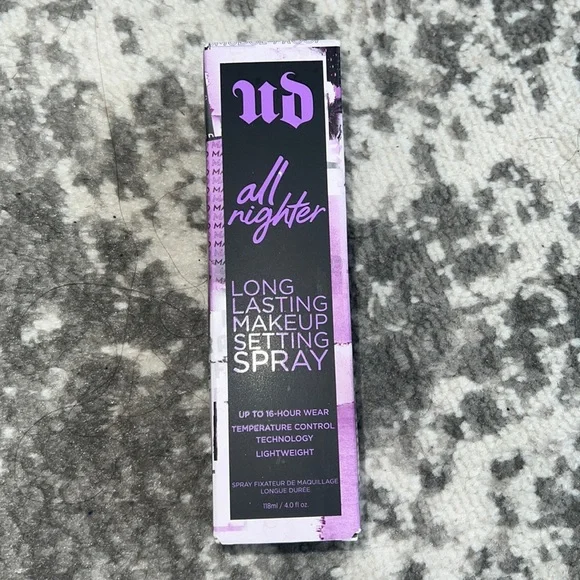 ud
all
nighter
LONG
LASTING
MAKEUP
SETTING
SPRAY
UP TO 16-HOUR WEAR
TEMPERATURE CONTROL
TECHNOLOGY
LIGHTWEIGHT
SPRAY FIXATEUR DE MAQUILLAGE
LONGUE DURÉE
118ml / 4.0 fl oz.